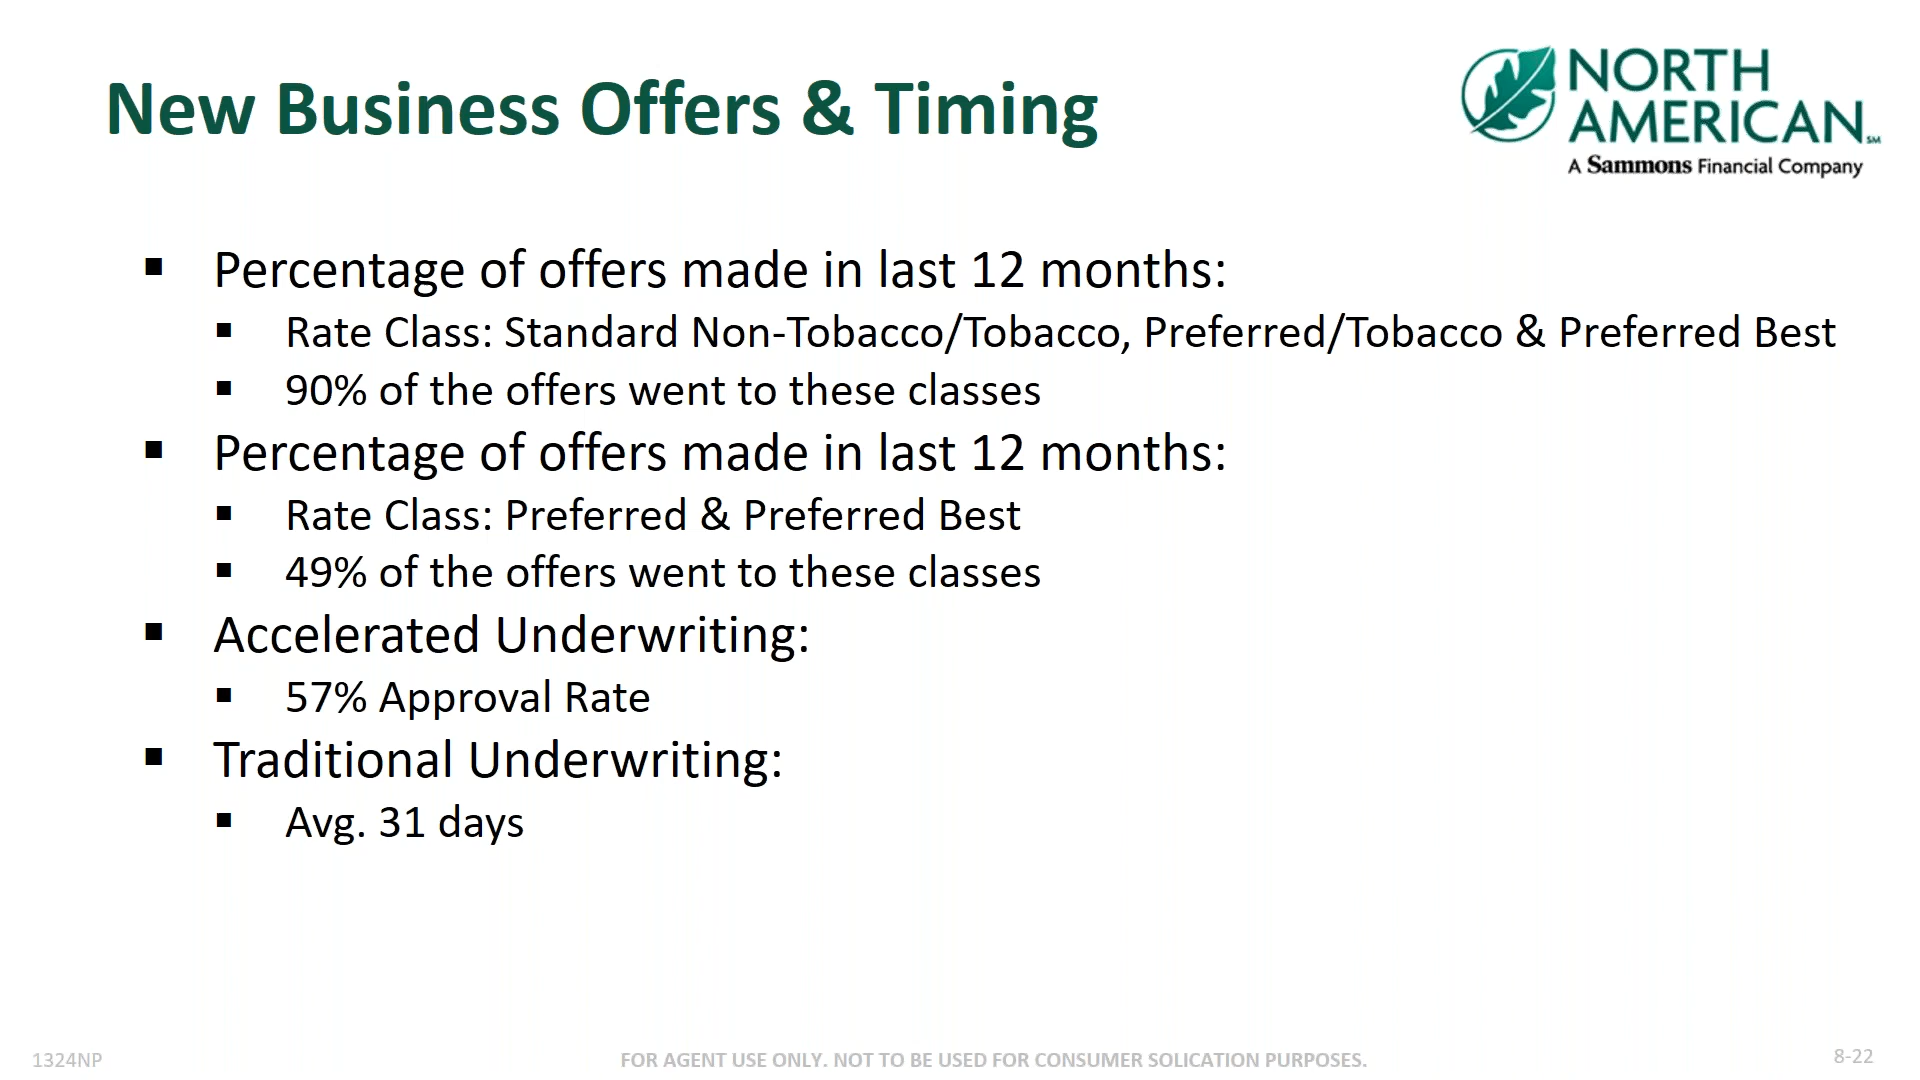 New Business Offers & Timing
NORTH
AMERICAN℠
A Sammons Financial Company
▪ Percentage of offers made in last 12 months:
▪ Rate Class: Standard Non-Tobacco/Tobacco, Preferred/Tobacco & Preferred Best
▪ 90% of the offers went to these classes
▪ Percentage of offers made in last 12 months:
▪ Rate Class: Preferred & Preferred Best
▪ 49% of the offers went to these classes
▪ Accelerated Underwriting:
▪ 57% Approval Rate
▪ Traditional Underwriting:
▪ Avg. 31 days
1324NP
FOR AGENT USE ONLY. NOT TO BE USED FOR CONSUMER SOLICATION PURPOSES.
8-22